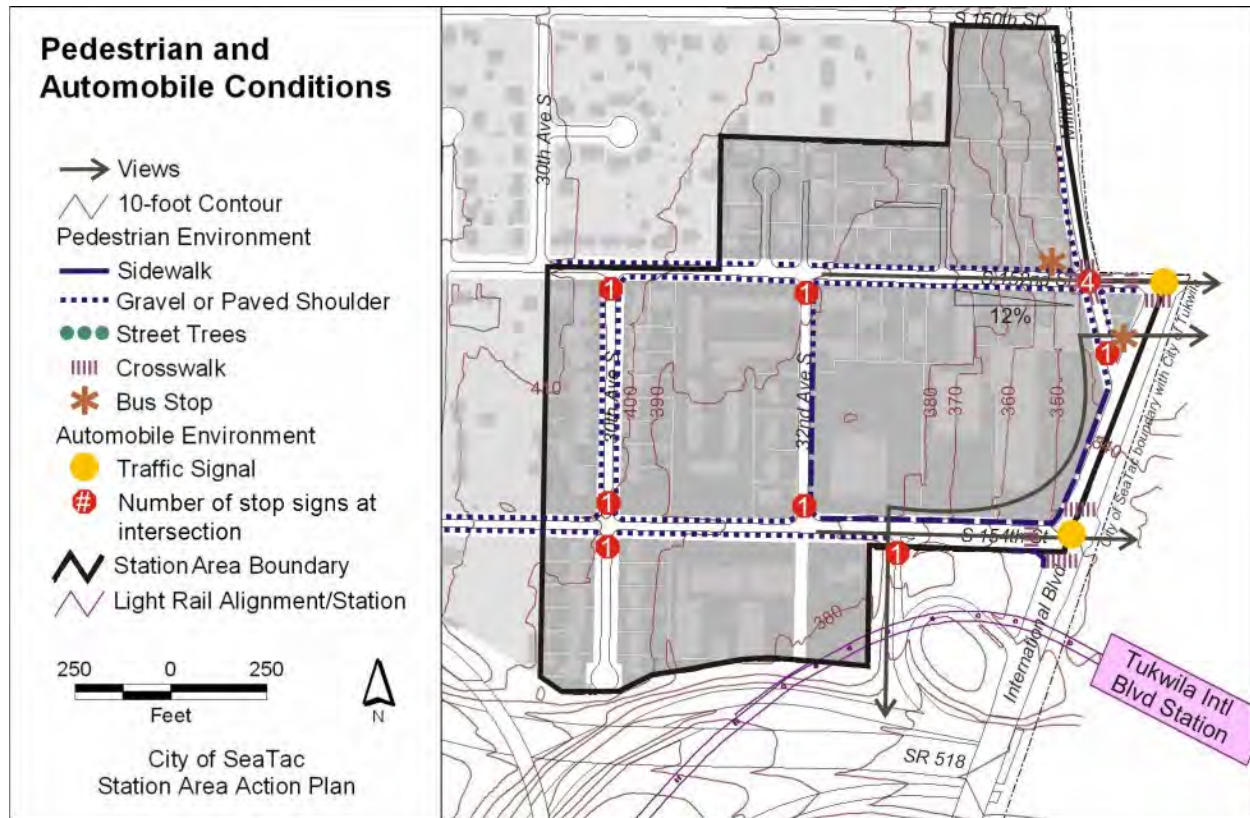 Pedestrian and
Automobile Conditions
Views
10-foot Contour
Pedestrian Environment
Sidewalk
Gravel or Paved Shoulder
Street Trees
Crosswalk
Bus Stop
Automobile Environment
Traffic Signal
# Number of stop signs at
intersection
Station Area Boundary
Light Rail Alignment/Station
250 0 250
Feet
N
City of SeaTac
Station Area Action Plan
S 150th St
Military Rd S
30th Ave S
4
1
1
12%
1
410
30th Ave S
400
390
32nd Ave S
380
370
360
350
340
City of SeaTac boundary with City of Tukwila
1
1
S 154th St
1
1
380
International Blvd
Tukwila Intl
Blvd Station
SR 518